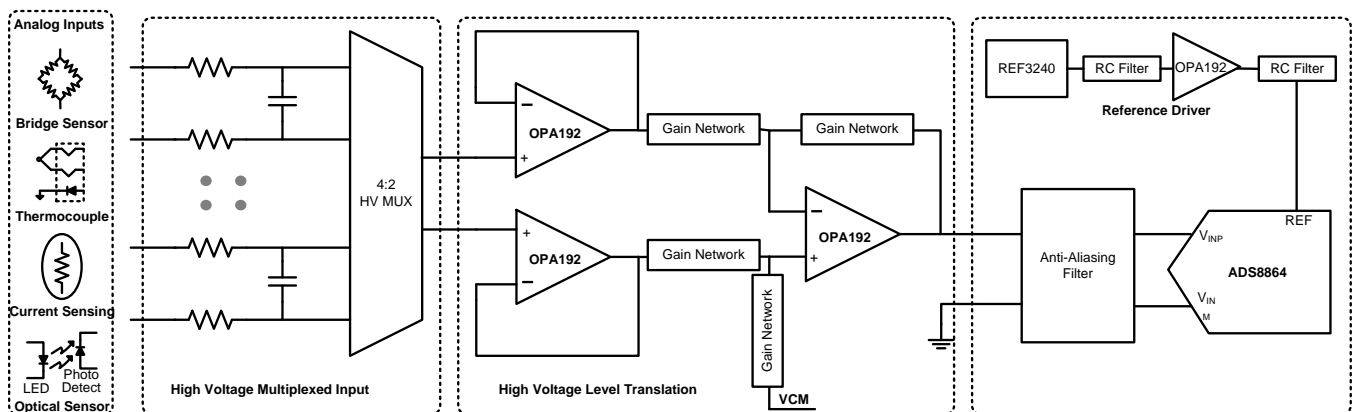 Analog Inputs
Bridge Sensor
Thermocouple
Current Sensing
LED
Photo
Detect
Optical Sensor
4:2
HV MUX
High Voltage Multiplexed Input
OPA192
+
Gain Network
Gain Network
+
OPA192
Gain Network
OPA192
+
Gain Network
VCM
High Voltage Level Translation
REF3240
RC Filter
OPA192
RC Filter
Reference Driver
Anti-Aliasing
Filter
REF
VINP
ADS8864
VIN
M